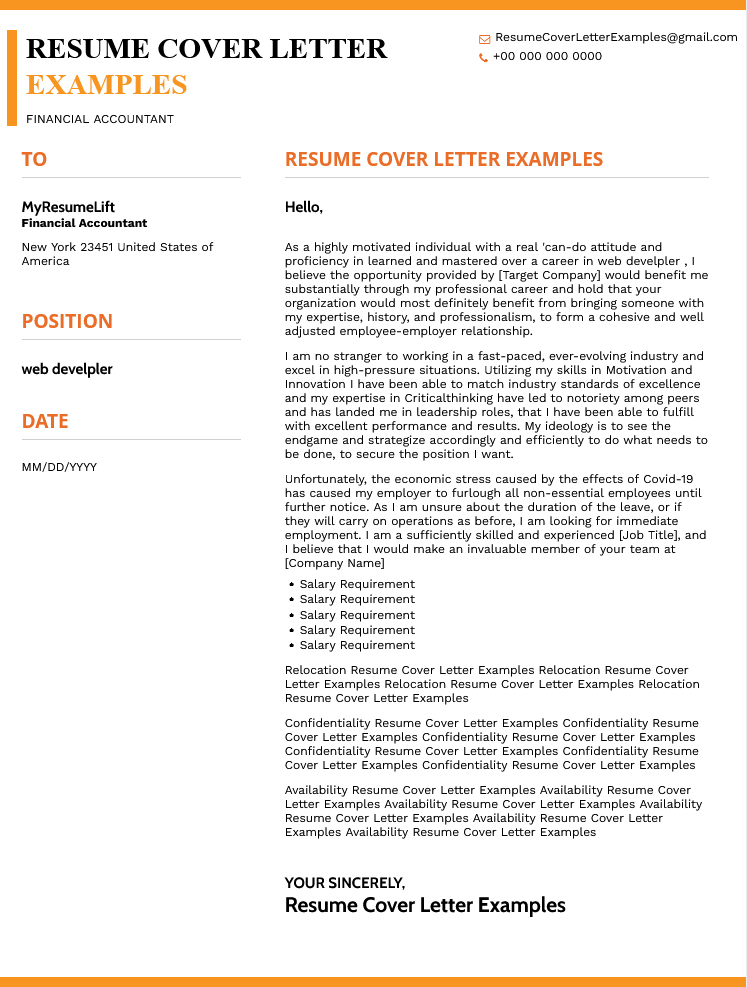 RESUME COVER LETTER
EXAMPLES
FINANCIAL ACCOUNTANT
ResumeCoverLetterExamples@gmail.com
+00 000 000 0000
TO
MyResumeLift
Financial Accountant
New York 23451 United States of
America
POSITION
web develpler
DATE
MM/DD/YYYY
RESUME COVER LETTER EXAMPLES
Hello,
As a highly motivated individual with a real 'can-do attitude and
proficiency in learned and mastered over a career in web develpler , I
believe the opportunity provided by [Target Company] would benefit me
substantially through my professional career and hold that your
organization would most definitely benefit from bringing someone with
my expertise, history, and professionalism, to form a cohesive and well
adjusted employee-employer relationship.
I am no stranger to working in a fast-paced, ever-evolving industry and
excel in high-pressure situations. Utilizing my skills in Motivation and
Innovation I have been able to match industry standards of excellence
and my expertise in Criticalthinking have led to notoriety among peers
and has landed me in leadership roles, that I have been able to fulfill
with excellent performance and results. My ideology is to see the
endgame and strategize accordingly and efficiently to do what needs to
be done, to secure the position I want.
Unfortunately, the economic stress caused by the effects of Covid-19
has caused my employer to furlough all non-essential employees until
further notice. As I am unsure about the duration of the leave, or if
they will carry on operations as before, I am looking for immediate
employment. I am a sufficiently skilled and experienced [Job Title], and
I believe that I would make an invaluable member of your team at
[Company Name]
• Salary Requirement
• Salary Requirement
• Salary Requirement
• Salary Requirement
• Salary Requirement
Relocation Resume Cover Letter Examples Relocation Resume Cover
Letter Examples Relocation Resume Cover Letter Examples Relocation
Resume Cover Letter Examples
Confidentiality Resume Cover Letter Examples Confidentiality Resume
Cover Letter Examples Confidentiality Resume Cover Letter Examples
Confidentiality Resume Cover Letter Examples Confidentiality Resume
Cover Letter Examples Confidentiality Resume Cover Letter Examples
Availability Resume Cover Letter Examples Availability Resume Cover
Letter Examples Availability Resume Cover Letter Examples Availability
Resume Cover Letter Examples Availability Resume Cover Letter
Examples Availability Resume Cover Letter Examples
YOUR SINCERELY,
Resume Cover Letter Examples